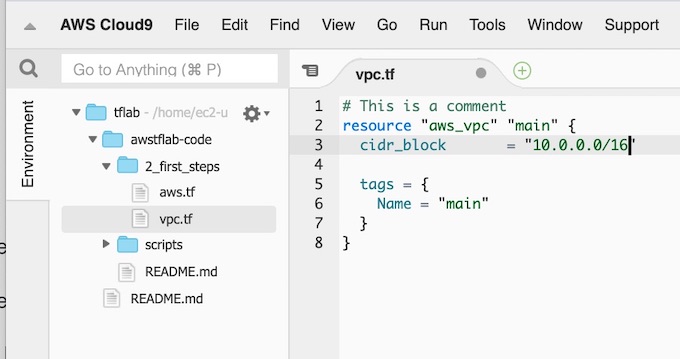 AWS Cloud9 File Edit Find View Go Run Tools Window Support
Go to Anything (⌘ P)
vpc.tf
Environment
tflab - /home/ec2-u
awstflab-code
2_first_steps
aws.tf
vpc.tf
scripts
README.md
README.md
1 # This is a comment
2 resource "aws_vpc" "main" {
3   cidr_block       = "10.0.0.0/16"
4
5   tags = {
6     Name = "main"
7   }
8 }